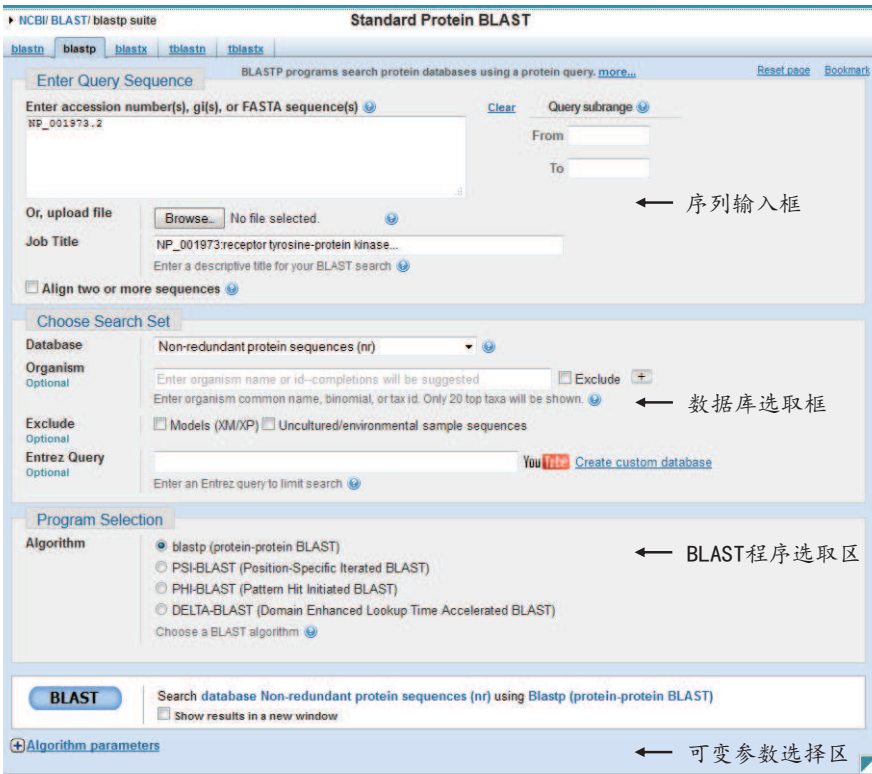 NCBI/ BLAST/ blastp suite
Standard Protein BLAST
blastn blastp blastx tblastn tblastx
BLASTP programs search protein databases using a protein query. more...
Reset page Bookmark
Enter Query Sequence
Enter accession number(s), gi(s), or FASTA sequence(s)
Clear
Query subrange
NP_001973.2
From
To
← 序列输入框
Or, upload file
Browse... No file selected.
Job Title
NP_001973:receptor tyrosine-protein kinase...
Enter a descriptive title for your BLAST search
Align two or more sequences
Choose Search Set
Database
Non-redundant protein sequences (nr)
Organism
Optional
Enter organism name or id--completions will be suggested
Exclude +
Enter organism common name, binomial, or tax id. Only 20 top taxa will be shown.
← 数据库选取框
Exclude
Optional
Models (XM/XP) Uncultured/environmental sample sequences
Entrez Query
Optional
YouTube Create custom database
Enter an Entrez query to limit search
Program Selection
Algorithm
blastp (protein-protein BLAST)
← BLAST程序选取区
PSI-BLAST (Position-Specific Iterated BLAST)
PHI-BLAST (Pattern Hit Initiated BLAST)
DELTA-BLAST (Domain Enhanced Lookup Time Accelerated BLAST)
Choose a BLAST algorithm
BLAST
Search database Non-redundant protein sequences (nr) using Blastp (protein-protein BLAST)
Show results in a new window
+ Algorithm parameters
← 可变参数选择区